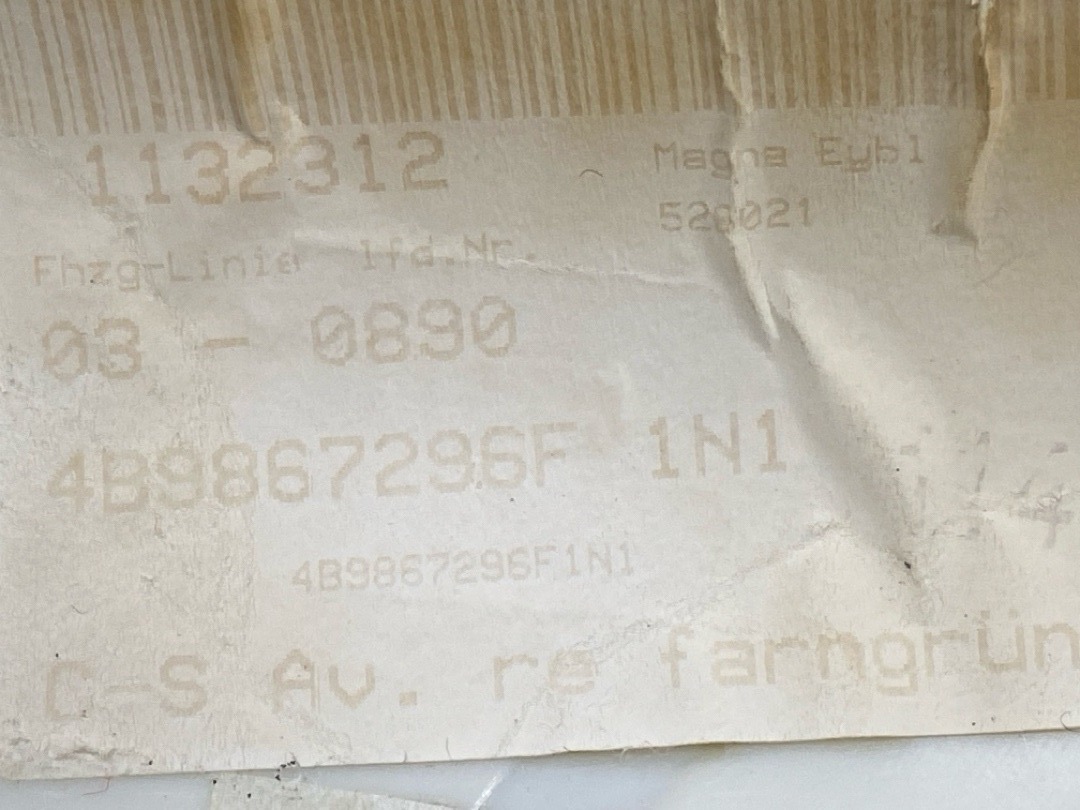 1132312
Magna Eybl
528021
Fhzg-Linie lfd.Nr.
03 - 0890
4B9867296F 1N1
4B9867296F1N1
C-S Av. re farngrün